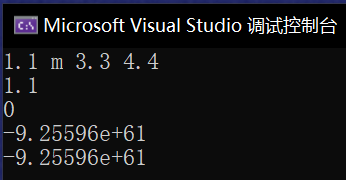 C:\ Microsoft Visual Studio 调试控制台
1.1 m 3.3 4.4
1.1
0
-9.25596e+61
-9.25596e+61